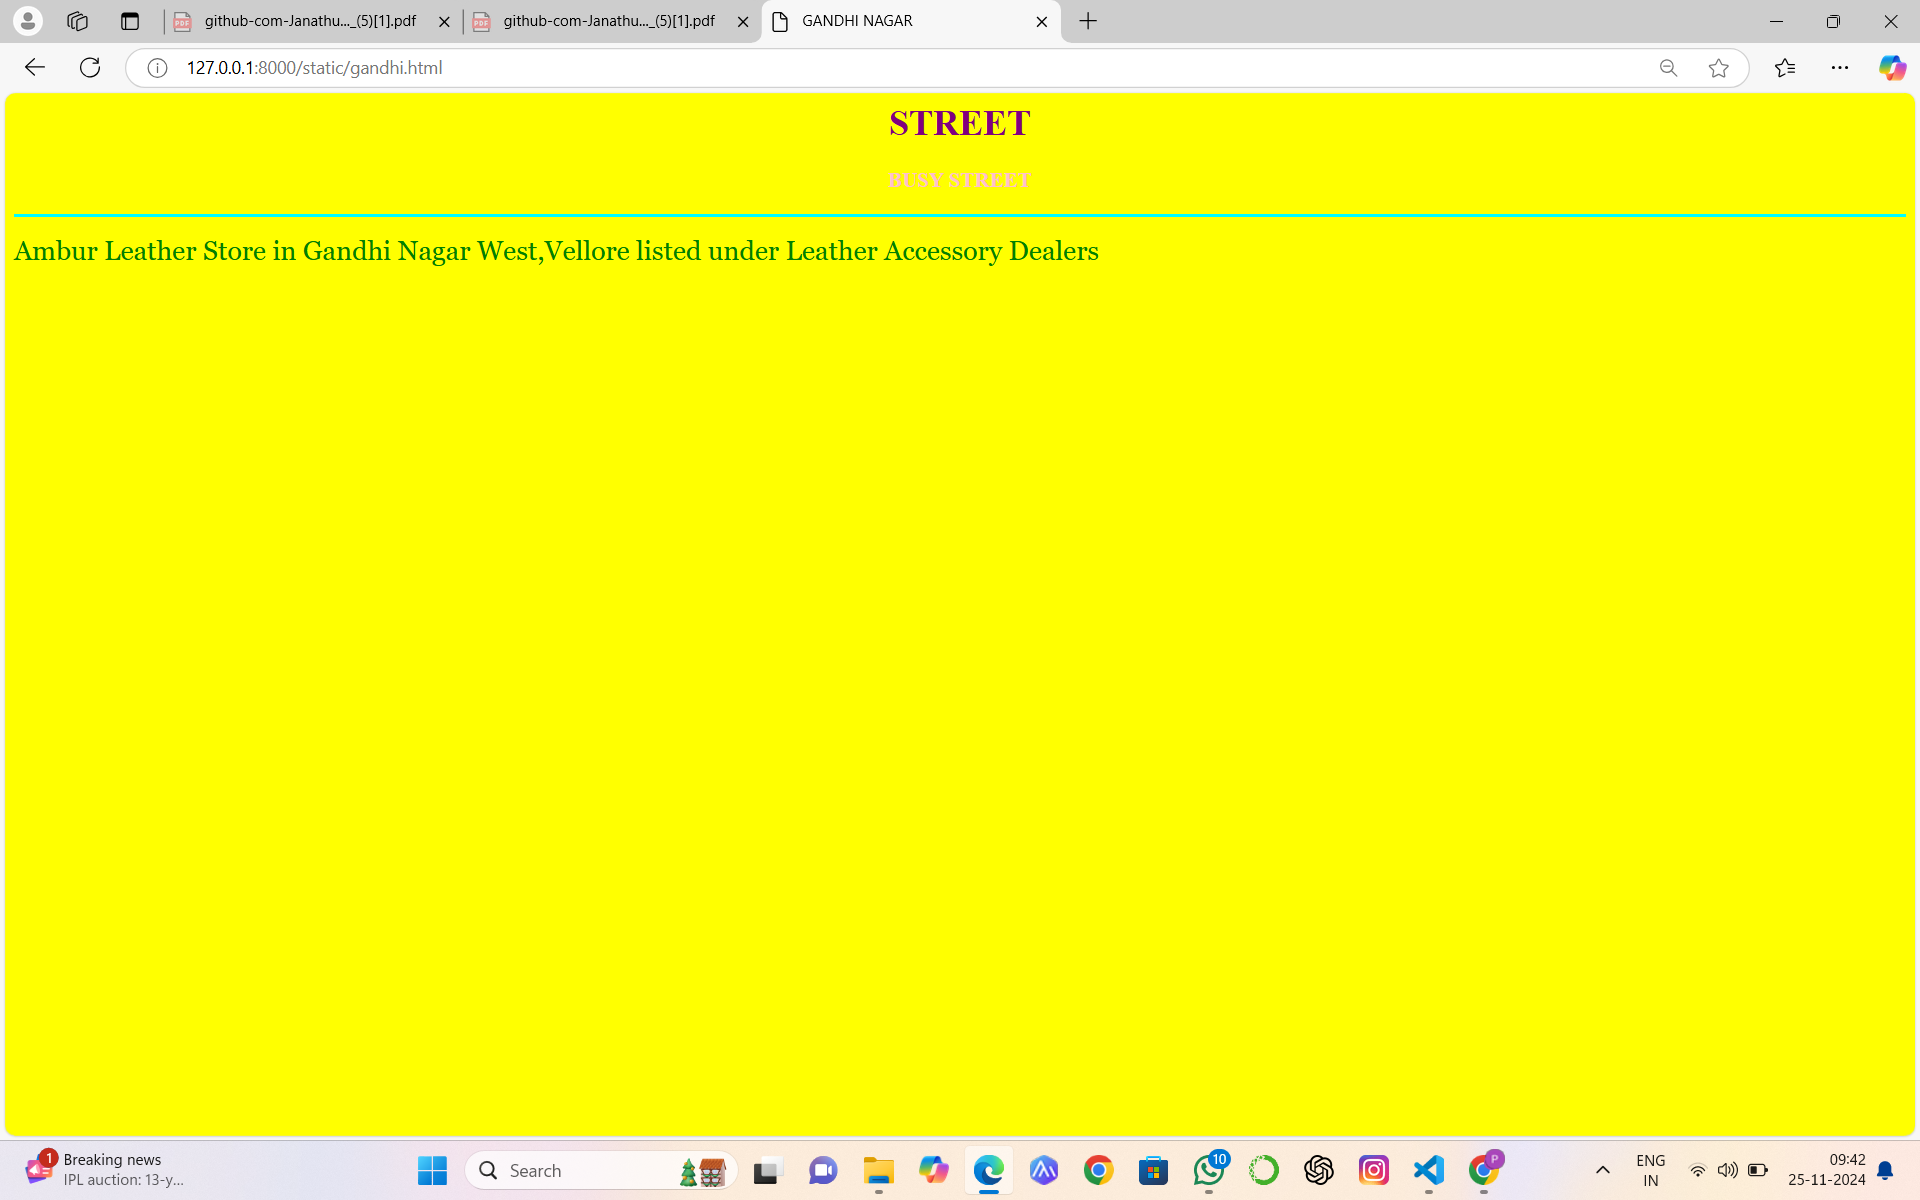 github-com-Janathu..._(5)[1].pdf
github-com-Janathu..._(5)[1].pdf
GANDHI NAGAR
127.0.0.1:8000/static/gandhi.html
STREET
BUSY STREET
Ambur Leather Store in Gandhi Nagar West,Vellore listed under Leather Accessory Dealers
1
Breaking news
IPL auction: 13-y...
Search
10
P
ENG
IN
09:42
25-11-2024